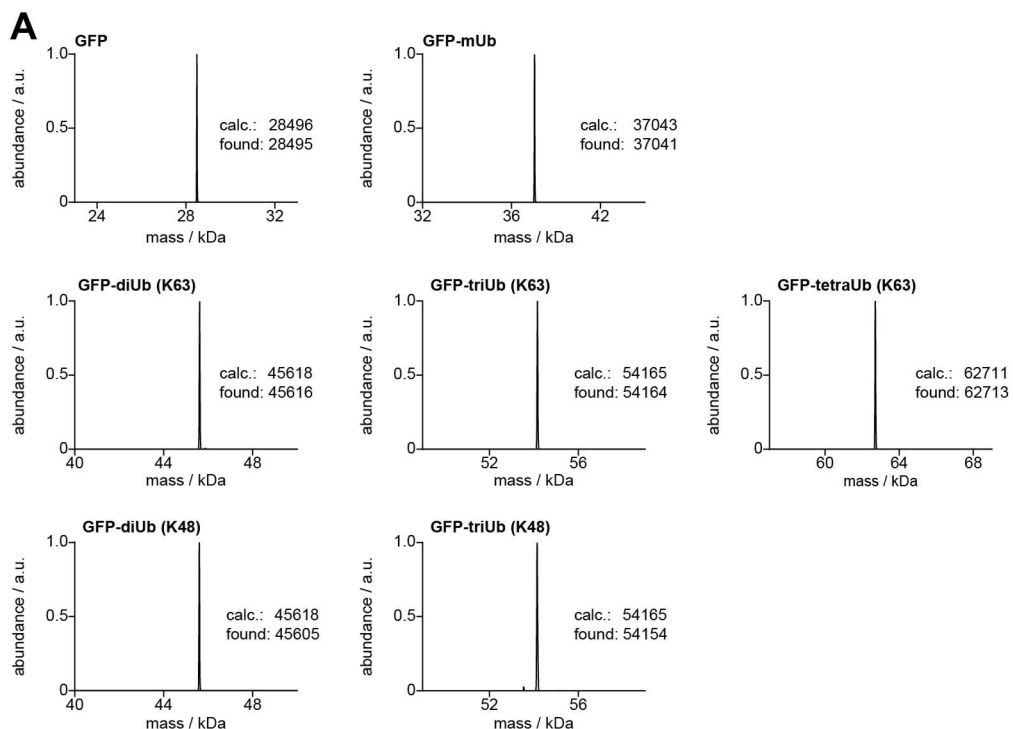 A
GFP
abundance / a.u.
1.0
0.5
0
calc.: 28496
found: 28495
24 28 32
mass / kDa
GFP-mUb
abundance / a.u.
1.0
0.5
0
calc.: 37043
found: 37041
32 36 42
mass / kDa
GFP-diUb (K63)
abundance / a.u.
1.0
0.5
0
calc.: 45618
found: 45616
40 44 48
mass / kDa
GFP-triUb (K63)
abundance / a.u.
1.0
0.5
0
calc.: 54165
found: 54164
52 56
mass / kDa
GFP-tetraUb (K63)
abundance / a.u.
1.0
0.5
0
calc.: 62711
found: 62713
60 64 68
mass / kDa
GFP-diUb (K48)
abundance / a.u.
1.0
0.5
0
calc.: 45618
found: 45605
40 44 48
mass / kDa
GFP-triUb (K48)
abundance / a.u.
1.0
0.5
0
calc.: 54165
found: 54154
52 56
mass / kDa